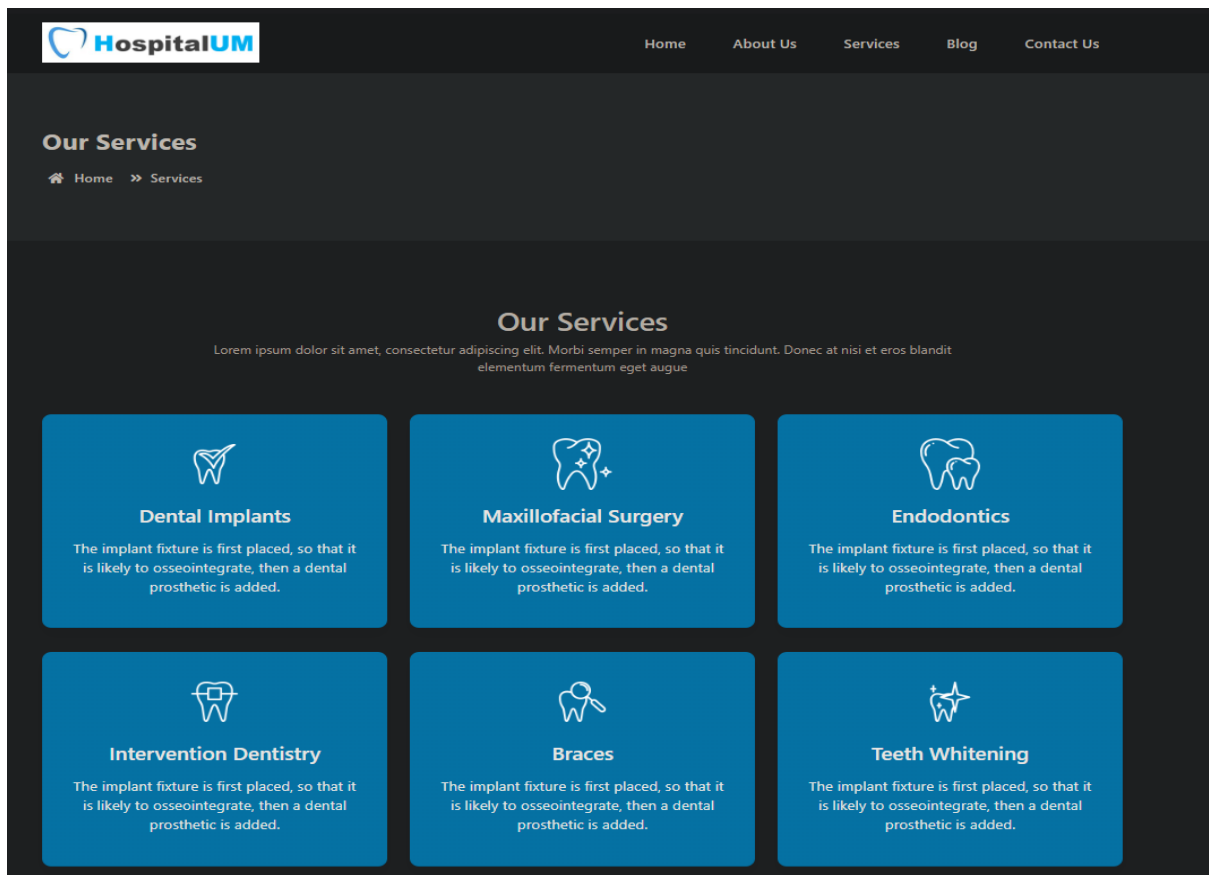 HospitalUM
Home About Us Services Blog Contact Us
Our Services
Home Services
Our Services
Lorem ipsum dolor sit amet, consectetur adipiscing elit. Morbi semper in magna quis tincidunt. Donec at nisi et eros blandit
elementum fermentum eget augue
Dental Implants
The implant fixture is first placed, so that it
is likely to osseointegrate, then a dental
prosthetic is added.
Maxillofacial Surgery
The implant fixture is first placed, so that it
is likely to osseointegrate, then a dental
prosthetic is added.
Endodontics
The implant fixture is first placed, so that it
is likely to osseointegrate, then a dental
prosthetic is added.
Intervention Dentistry
The implant fixture is first placed, so that it
is likely to osseointegrate, then a dental
prosthetic is added.
Braces
The implant fixture is first placed, so that it
is likely to osseointegrate, then a dental
prosthetic is added.
Teeth Whitening
The implant fixture is first placed, so that it
is likely to osseointegrate, then a dental
prosthetic is added.